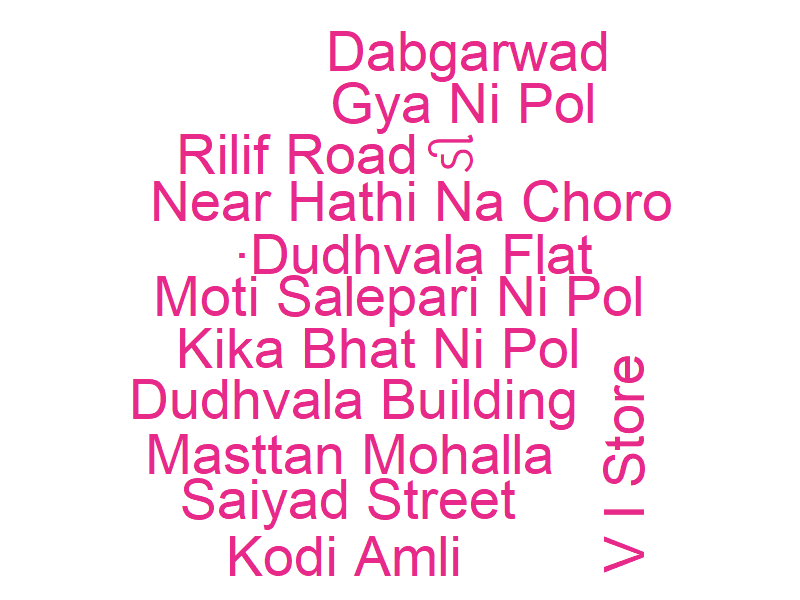 Dabgarwad
Gya Ni Pol
Rilif Road ડી
Near Hathi Na Choro
·Dudhvala Flat
Moti Salepari Ni Pol
Kika Bhat Ni Pol
Dudhvala Building
Masttan Mohalla
Saiyad Street
Kodi Amli
V I Store